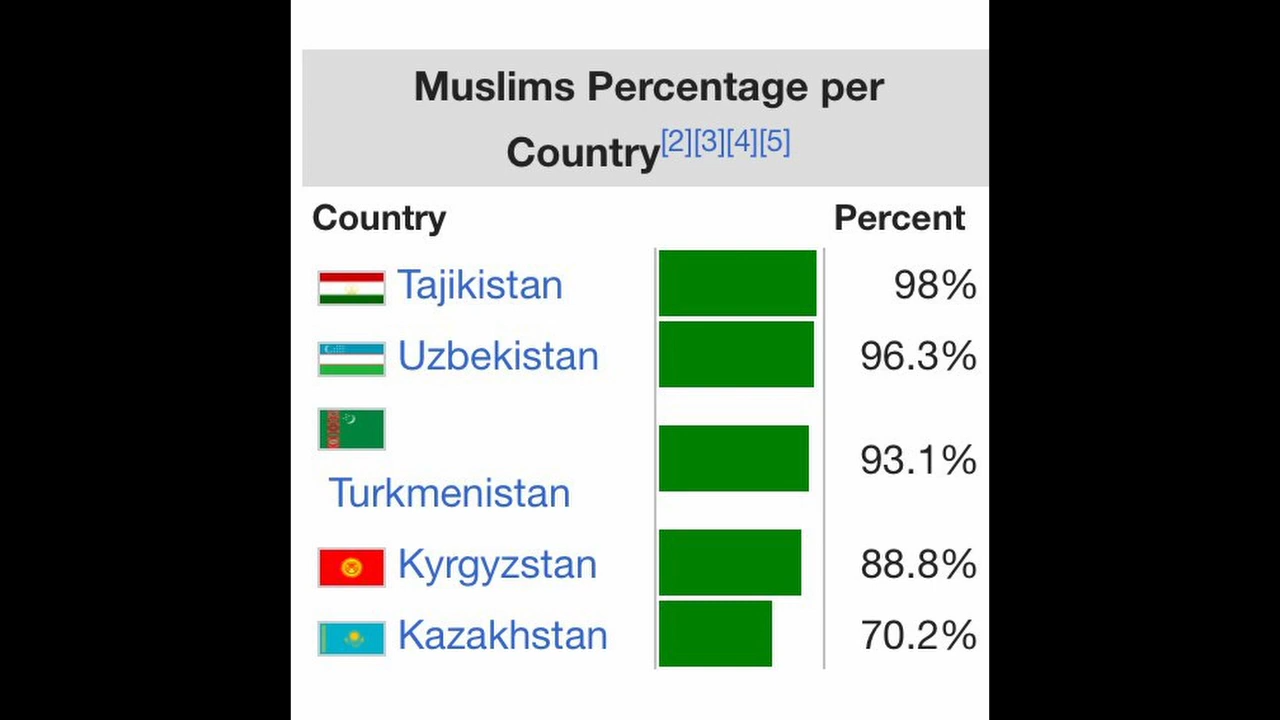 Muslims Percentage per
Country[2][3][4][5]
Country Percent
Tajikistan 98%
Uzbekistan 96.3%
Turkmenistan 93.1%
Kyrgyzstan 88.8%
Kazakhstan 70.2%